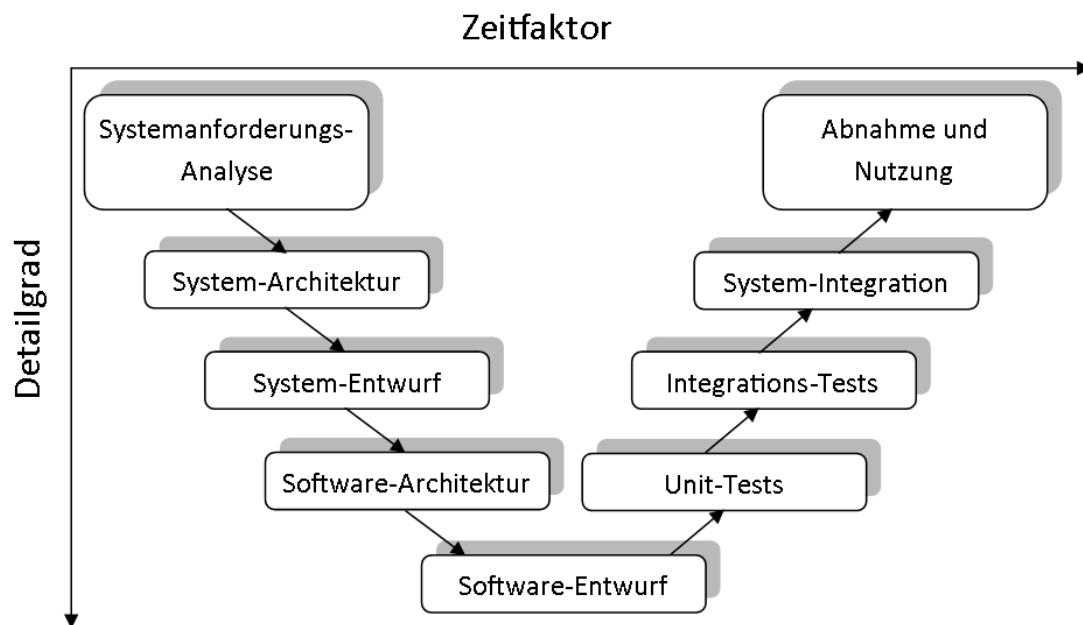 Zeitfaktor
Detailgrad
Systemanforderungs-
Analyse
Abnahme und
Nutzung
System-Architektur
System-Integration
System-Entwurf
Integrations-Tests
Software-Architektur
Unit-Tests
Software-Entwurf